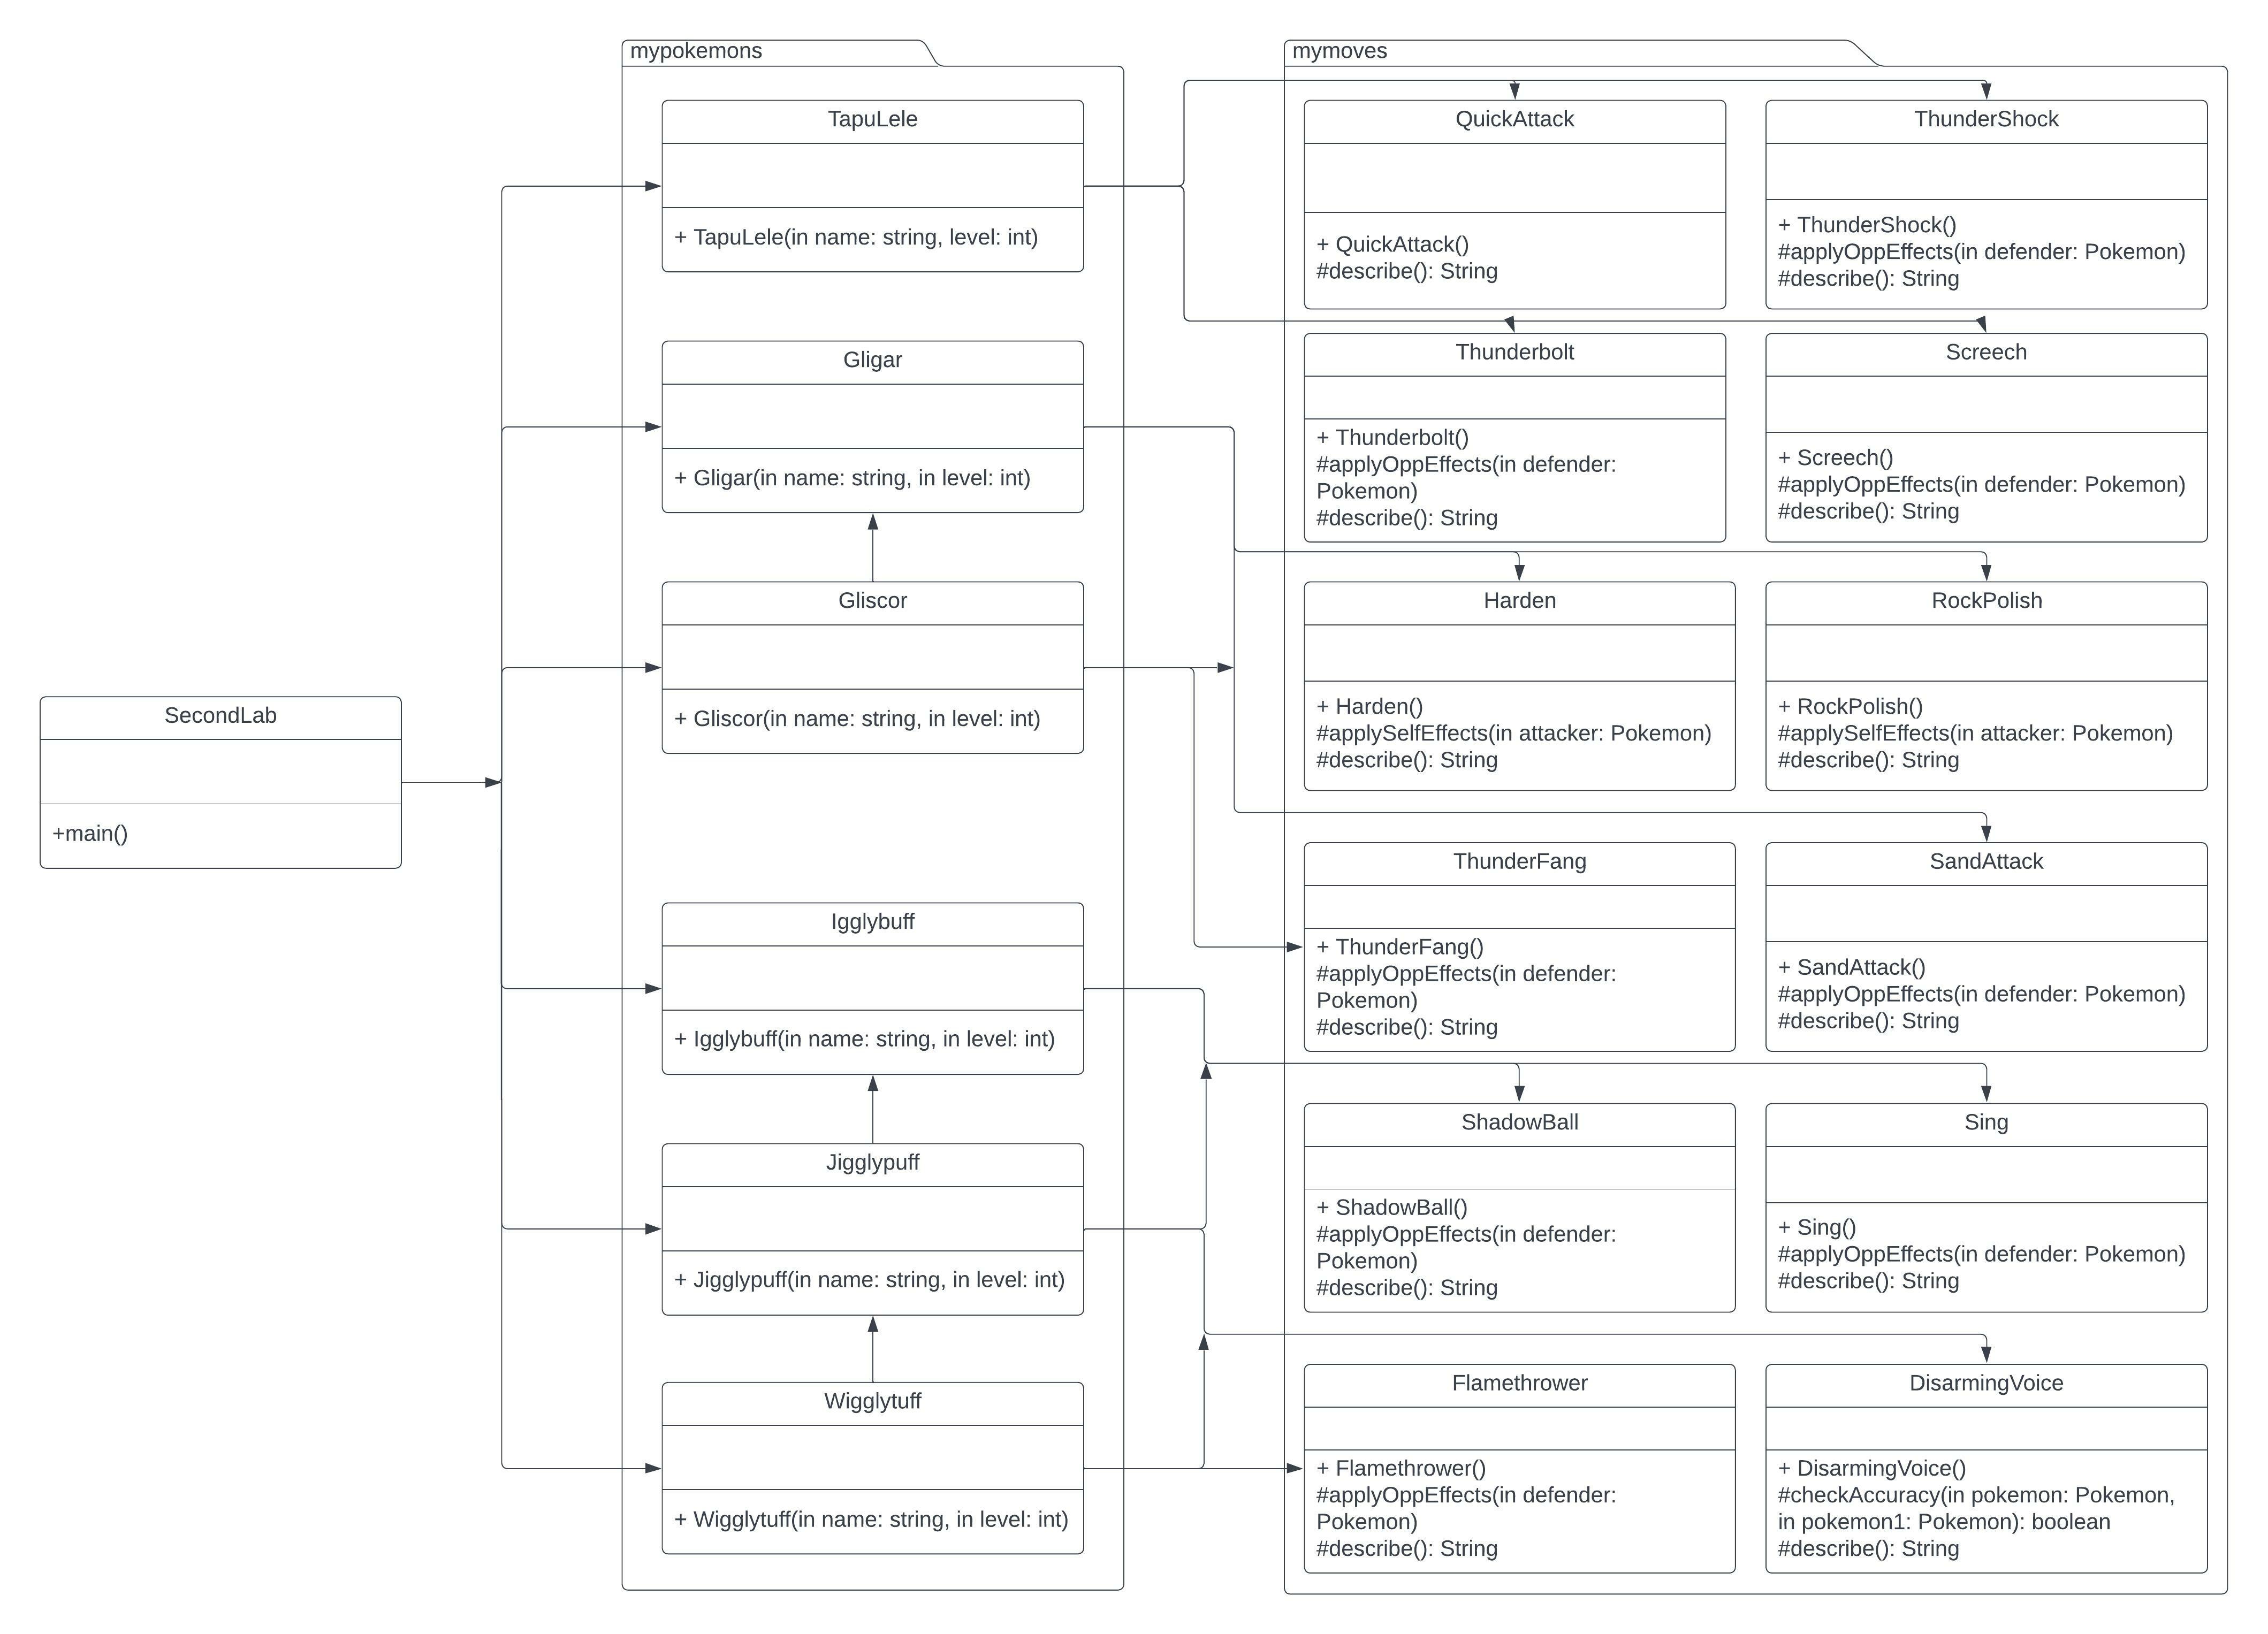 mypokemons
TapuLele
+ TapuLele(in name: string, level: int)
Gligar
+ Gligar(in name: string, in level: int)
Gliscor
+ Gliscor(in name: string, in level: int)
SecondLab
+main()
Igglybuff
+ Igglybuff(in name: string, in level: int)
Jigglypuff
+ Jigglypuff(in name: string, in level: int)
Wigglytuff
+ Wigglytuff(in name: string, in level: int)
mymoves
QuickAttack
+ QuickAttack()
#describe(): String
ThunderShock
+ ThunderShock()
#applyOppEffects(in defender: Pokemon)
#describe(): String
Thunderbolt
+ Thunderbolt()
#applyOppEffects(in defender:
Pokemon)
#describe(): String
Screech
+ Screech()
#applyOppEffects(in defender: Pokemon)
#describe(): String
Harden
+ Harden()
#applySelfEffects(in attacker: Pokemon)
#describe(): String
RockPolish
+ RockPolish()
#applySelfEffects(in attacker: Pokemon)
#describe(): String
ThunderFang
+ ThunderFang()
#applyOppEffects(in defender:
Pokemon)
#describe(): String
SandAttack
+ SandAttack()
#applyOppEffects(in defender: Pokemon)
#describe(): String
ShadowBall
+ ShadowBall()
#applyOppEffects(in defender:
Pokemon)
#describe(): String
Sing
+ Sing()
#applyOppEffects(in defender: Pokemon)
#describe(): String
Flamethrower
+ Flamethrower()
#applyOppEffects(in defender:
Pokemon)
#describe(): String
DisarmingVoice
+ DisarmingVoice()
#checkAccuracy(in pokemon: Pokemon,
in pokemon1: Pokemon): boolean
#describe(): String